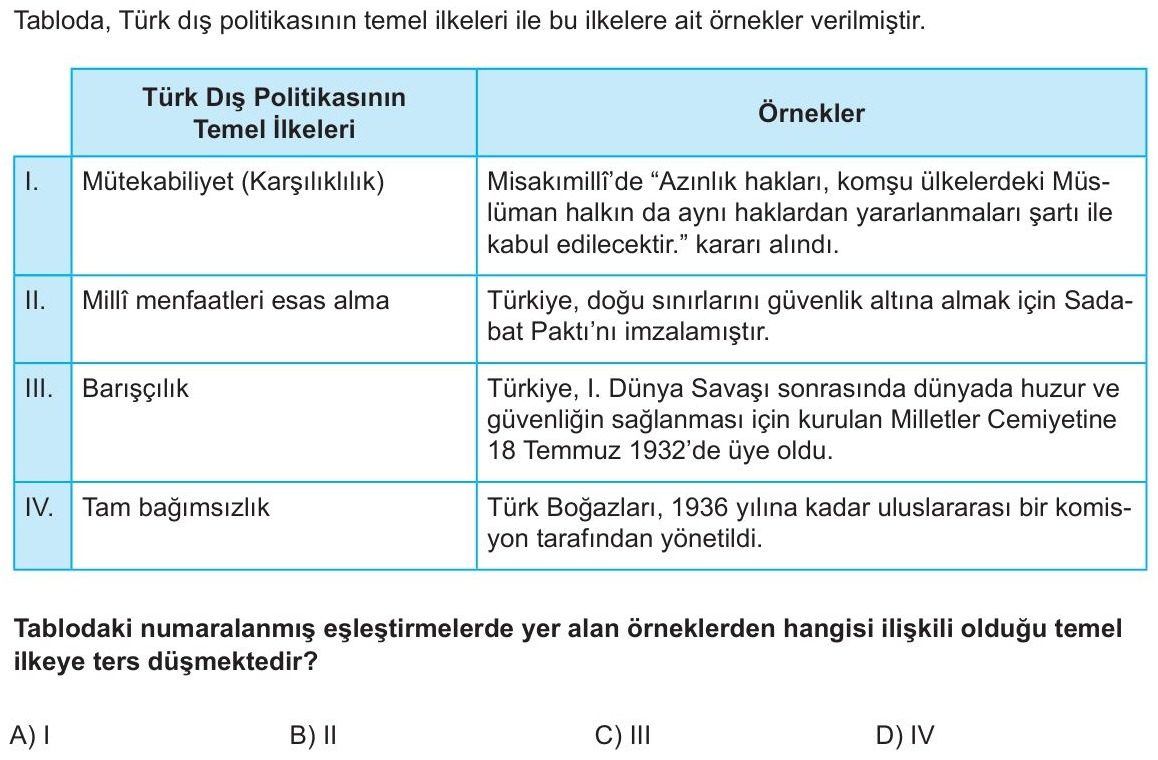 Tabloda, Türk dış politikasının temel ilkeleri ile bu ilkelere ait örnekler verilmiştir.
Türk Dış Politikasının
Temel İlkeleri
Örnekler
I.
Mütekabiliyet (Karşılıklılık)
Misakımillî’de “Azınlık hakları, komşu ülkelerdeki Müs-
lüman halkın da aynı haklardan yararlanmaları şartı ile
kabul edilecektir.” kararı alındı.
II.
Millî menfaatleri esas alma
Türkiye, doğu sınırlarını güvenlik altına almak için Sada-
bat Paktı’nı imzalamıştır.
III.
Barışçılık
Türkiye, I. Dünya Savaşı sonrasında dünyada huzur ve
güvenliğin sağlanması için kurulan Milletler Cemiyetine
18 Temmuz 1932’de üye oldu.
IV.
Tam bağımsızlık
Türk Boğazları, 1936 yılına kadar uluslararası bir komis-
yon tarafından yönetildi.
Tablodaki numaralanmış eşleştirmelerde yer alan örneklerden hangisi ilişkili olduğu temel
ilkeye ters düşmektedir?
A) I
B) II
C) III
D) IV